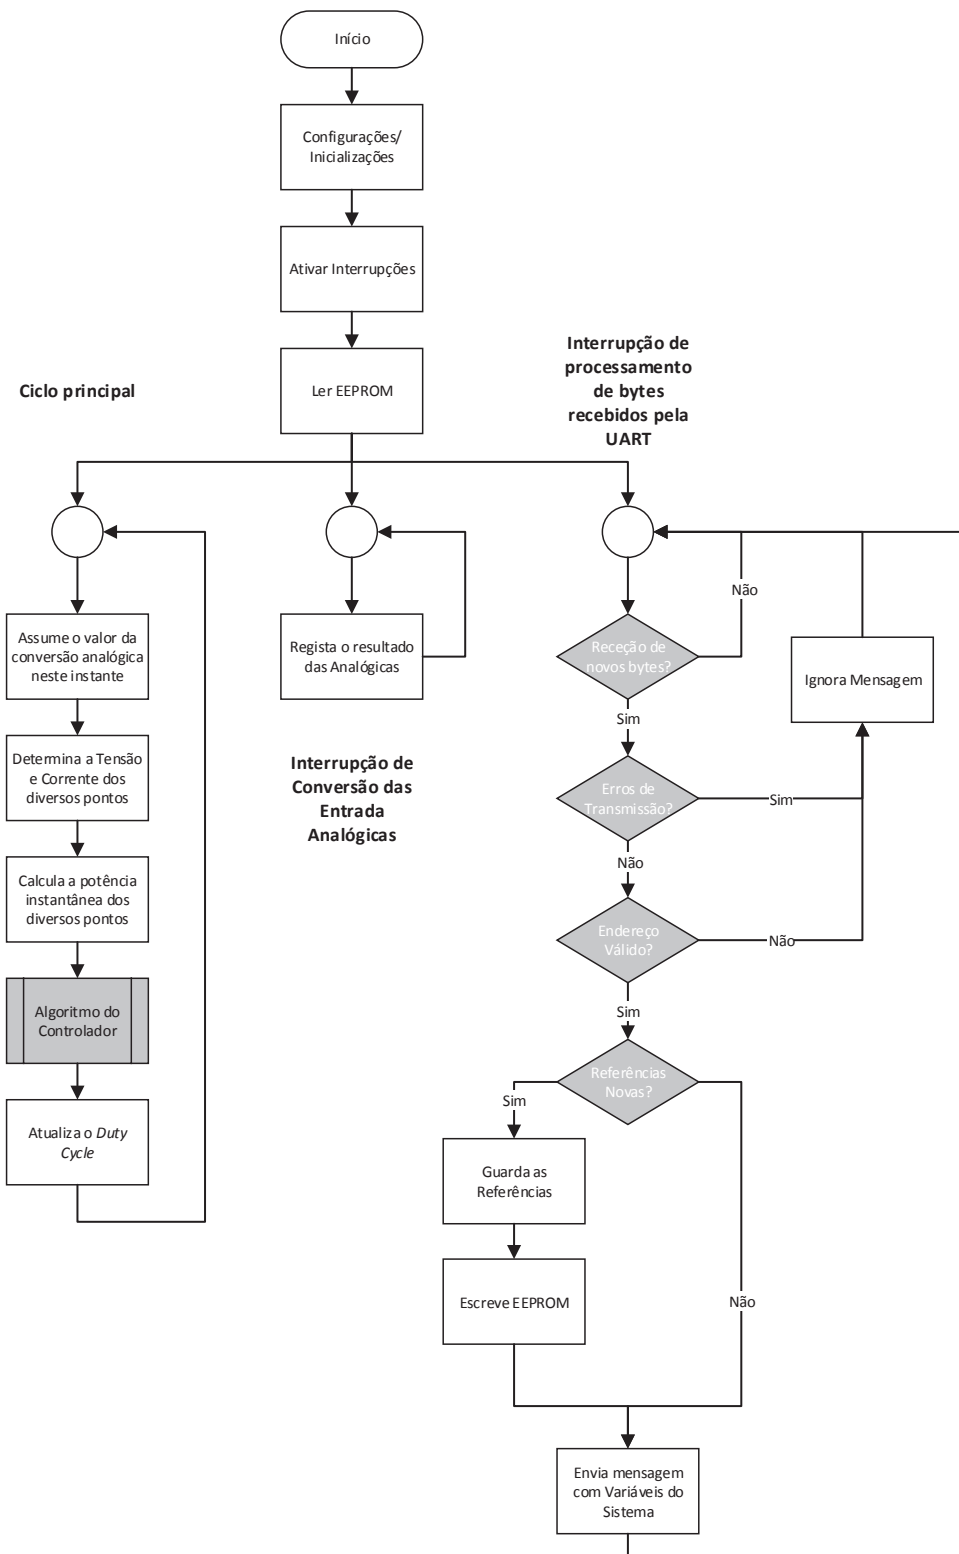 Início
Configurações/
Inicializações
Ativar Interrupções
Ler EEPROM
Ciclo principal
Interrupção de
processamento
de bytes
recebidos pela
UART
Assume o valor da
conversão analógica
neste instante
Determina a Tensão
e Corrente dos
diversos pontos
Calcula a potência
instantânea dos
diversos pontos
Algoritmo do
Controlador
Atualiza o Duty
Cycle
Regista o resultado
das Analógicas
Interrupção de
Conversão das
Entrada
Analógicas
Não
Receção de
novos bytes?
Ignora Mensagem
Sim
Erros de
Transmissão?
Sim
Não
Endereço
Válido?
Não
Sim
Referências
Novas?
Sim
Guarda as
Referências
Escreve EEPROM
Não
Envia mensagem
com Variáveis do
Sistema